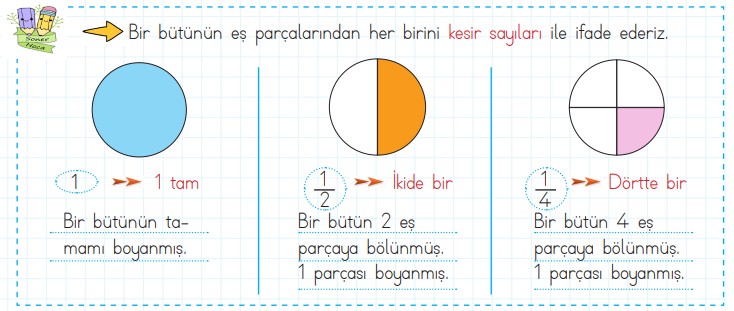 Soner
Hoca
Bir bütünün eş parçalarından her birini kesir sayıları ile ifade ederiz.
1 1 tam
Bir bütünün ta-
mamı boyanmış.
1/2 İkide bir
Bir bütün 2 eş
parçaya bölünmüş.
1 parçası boyanmış.
1/4 Dörtte bir
Bir bütün 4 eş
parçaya bölünmüş.
1 parçası boyanmış.